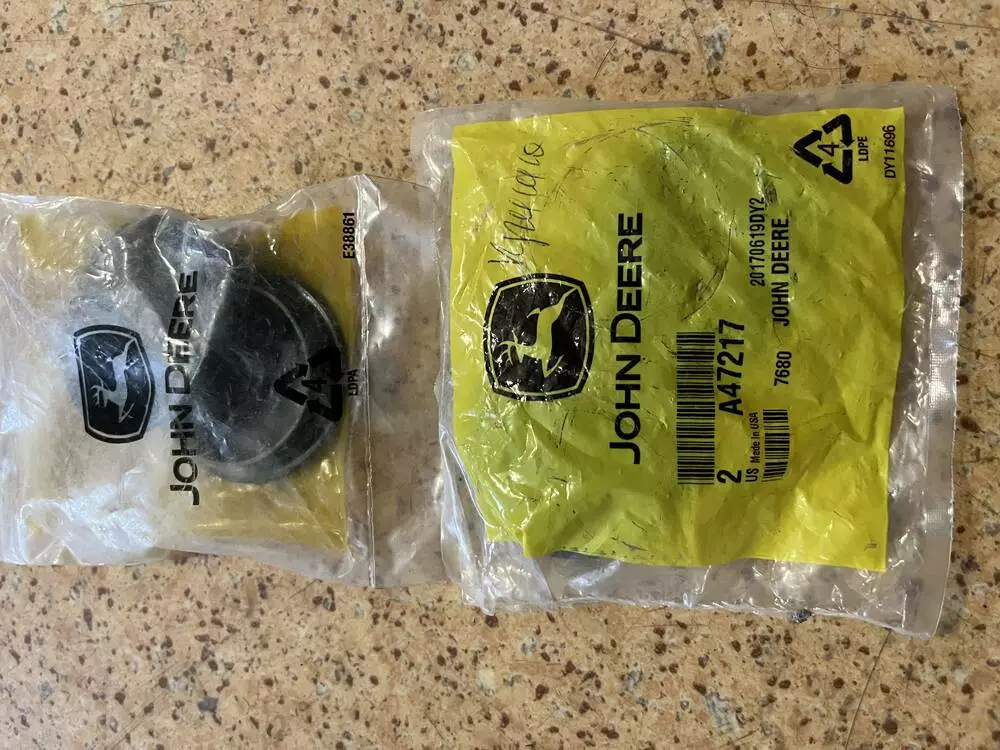 E38861
JOHN DEERE
4
LDPA
4
LDPE
DY11696
JOHN DEERE
2 A47217
US Made in USA
7680
20170619DY2
JOHN DEERE